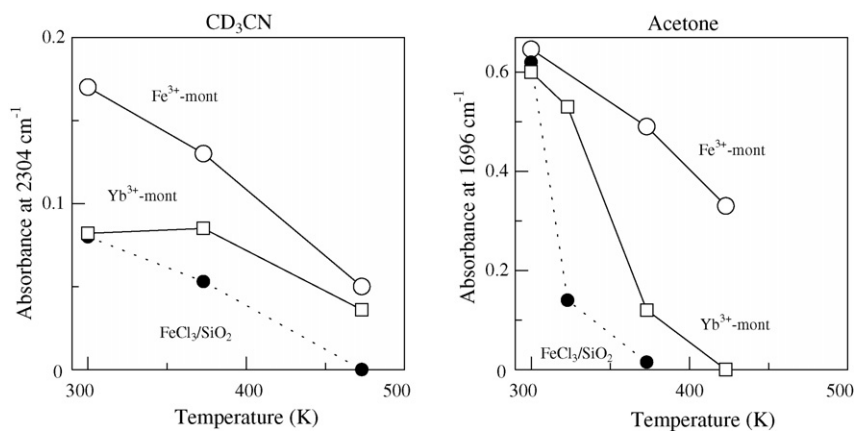 CD₃CN
0.2
0.1
0
Absorbance at 2304 cm⁻¹
Fe³⁺-mont
Yb³⁺-mont
FeCl₃/SiO₂
300 400 500
Temperature (K)
Acetone
0.6
0.4
0.2
0
Absorbance at 1696 cm⁻¹
Fe³⁺-mont
Yb³⁺-mont
FeCl₃/SiO₂
300 400 500
Temperature (K)